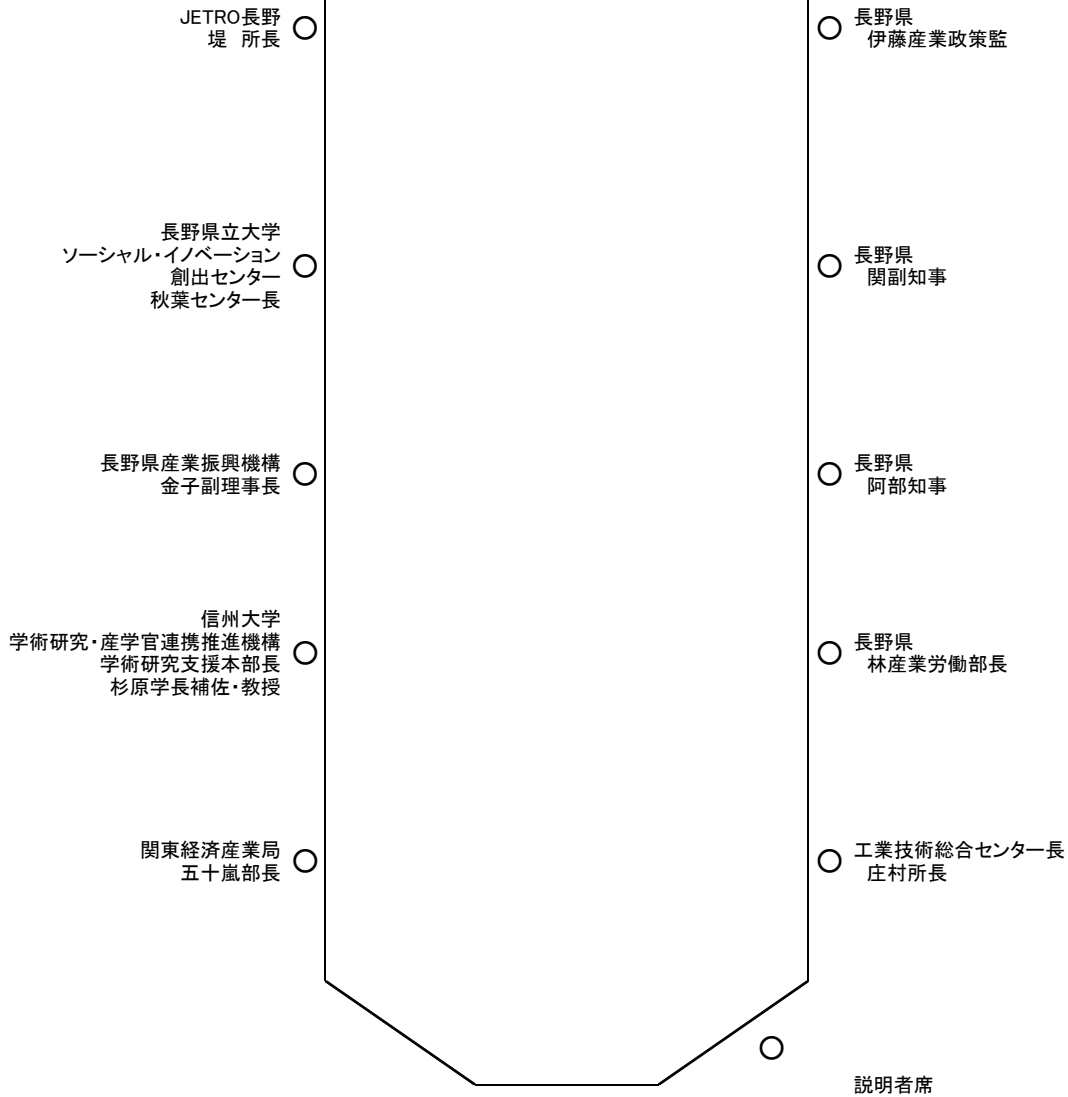 JETRO長野
堤　所長
長野県
伊藤産業政策監
長野県立大学
ソーシャル・イノベーション
創出センター
秋葉センター長
長野県
関副知事
長野県産業振興機構
金子副理事長
長野県
阿部知事
信州大学
学術研究・産学官連携推進機構
学術研究支援本部長
杉原学長補佐・教授
長野県
林産業労働部長
関東経済産業局
五十嵐部長
工業技術総合センター長
庄村所長
説明者席